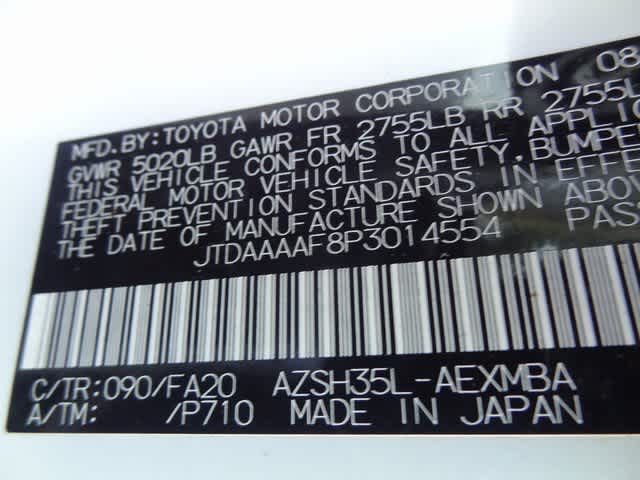 MFD. BY: TOYOTA MOTOR CORPORATION 08
GVWR 5020LB GAWR FR 2755LB RR 2755L
THIS VEHICLE CONFORMS TO ALL APPLIC
FEDERAL MOTOR VEHICLE SAFETY, BUMPE
THEFT PREVENTION STANDARDS IN EFFE
THE DATE OF MANUFACTURE SHOWN ABOV
JTDAAAAF8P3014554 PAS
C/TR: 090/FA20 AZSH35L-AEXMBA
A/TM: /P710 MADE IN JAPAN